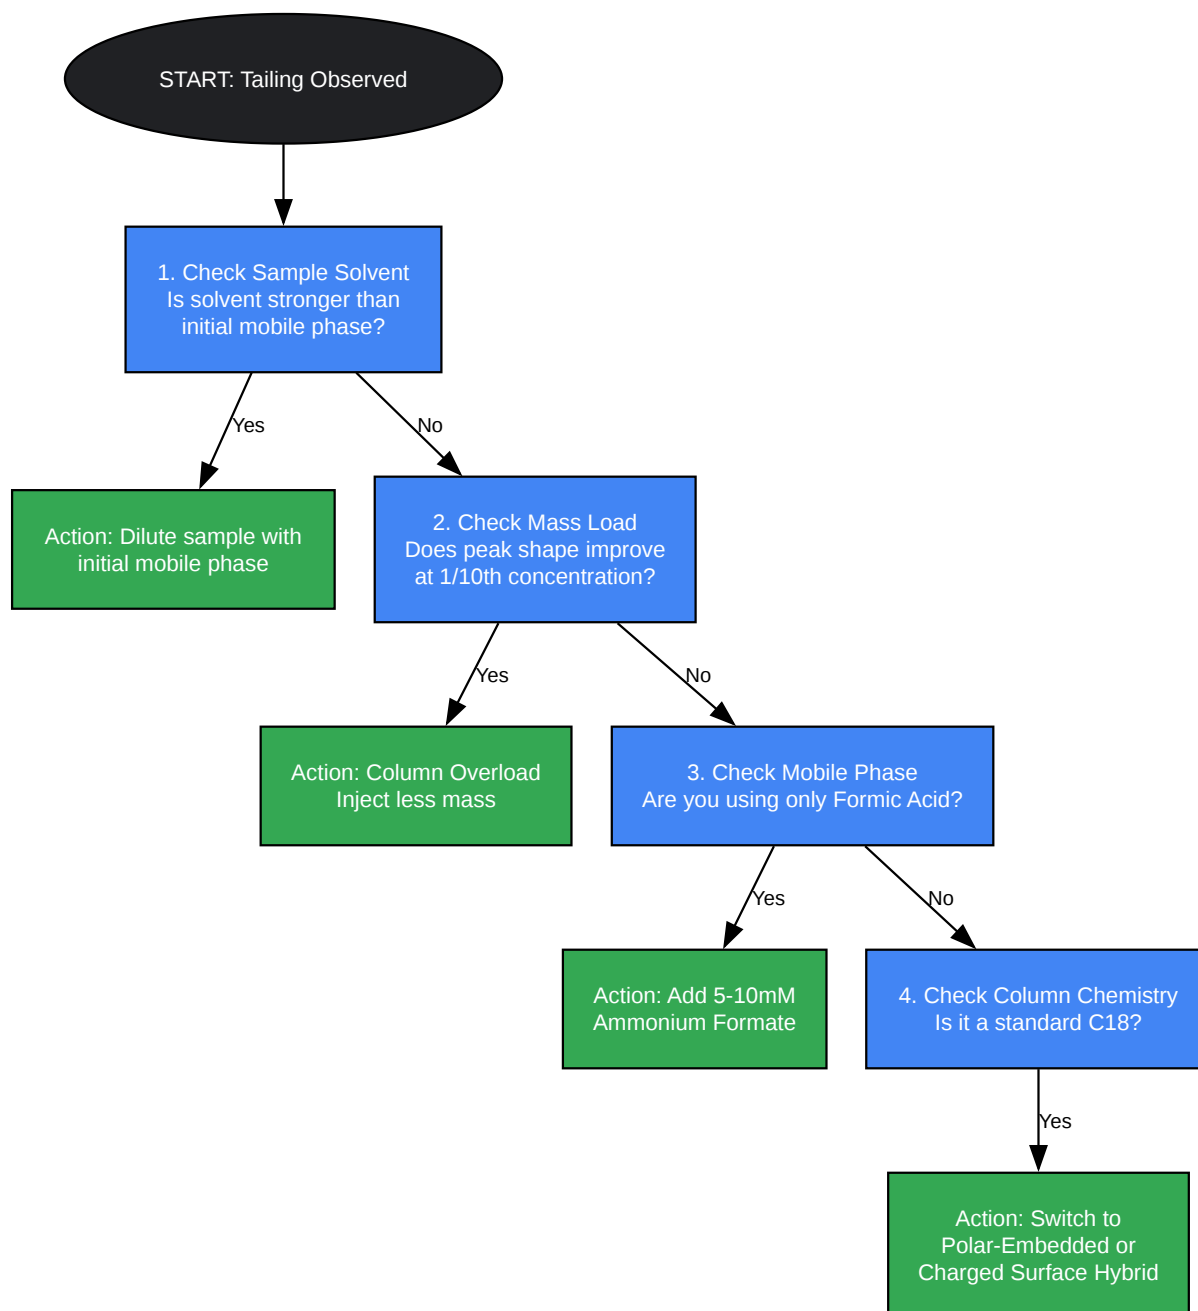 START: Tailing Observed
1. Check Sample Solvent
Is solvent stronger than
initial mobile phase?
Yes
No
Action: Dilute sample with
initial mobile phase
2. Check Mass Load
Does peak shape improve
at 1/10th concentration?
Yes
No
Action: Column Overload
Inject less mass
3. Check Mobile Phase
Are you using only Formic Acid?
Yes
No
Action: Add 5-10mM
Ammonium Formate
4. Check Column Chemistry
Is it a standard C18?
Yes
Action: Switch to
Polar-Embedded or
Charged Surface Hybrid